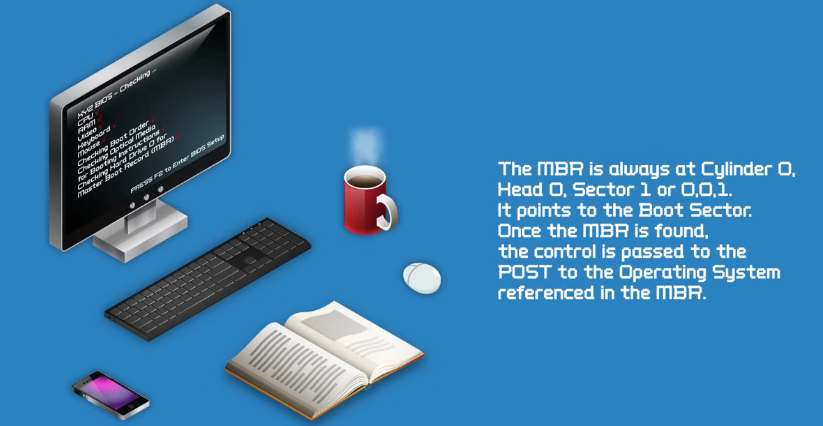 XYZ BIOS - Checking...
CPU
RAM
Video
Keyboard
Mouse
Checking Boot Order
Checking Optical Media
for Booting Instructions
Checking Hard Drive 0 for
Master Boot Record (MBR)
PRESS F2 to Enter BIOS Setup
The MBR is always at Cylinder 0,
Head 0, Sector 1 or 0,0,1.
It points to the Boot Sector.
Once the MBR is found,
the control is passed to the
POST to the Operating System
referenced in the MBR.